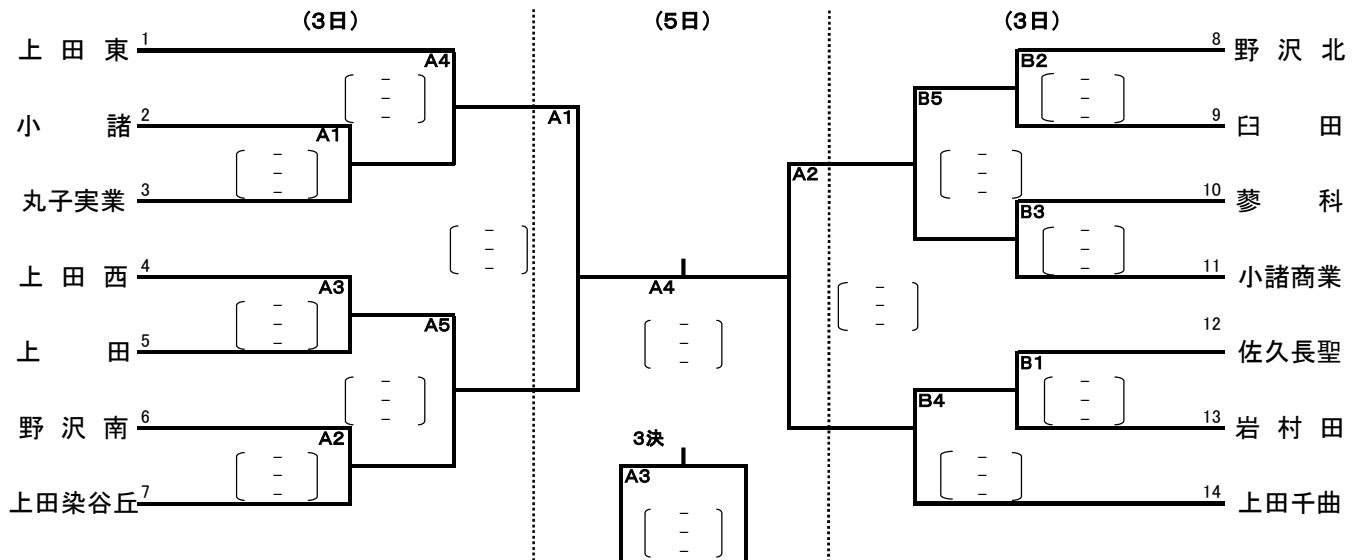 (3日) (5日) (3日)
1 上田東
A4
2 小諸
A1
3 丸子実業
4 上田西
A3
A5
5 上田
6 野沢南
A2
7 上田染谷丘
A1
A2
A4
3決
A3
8 野沢北
B2
B5
9 臼田
10 蓼科
B3
11 小諸商業
12 佐久長聖
B1
B4
13 岩村田
14 上田千曲